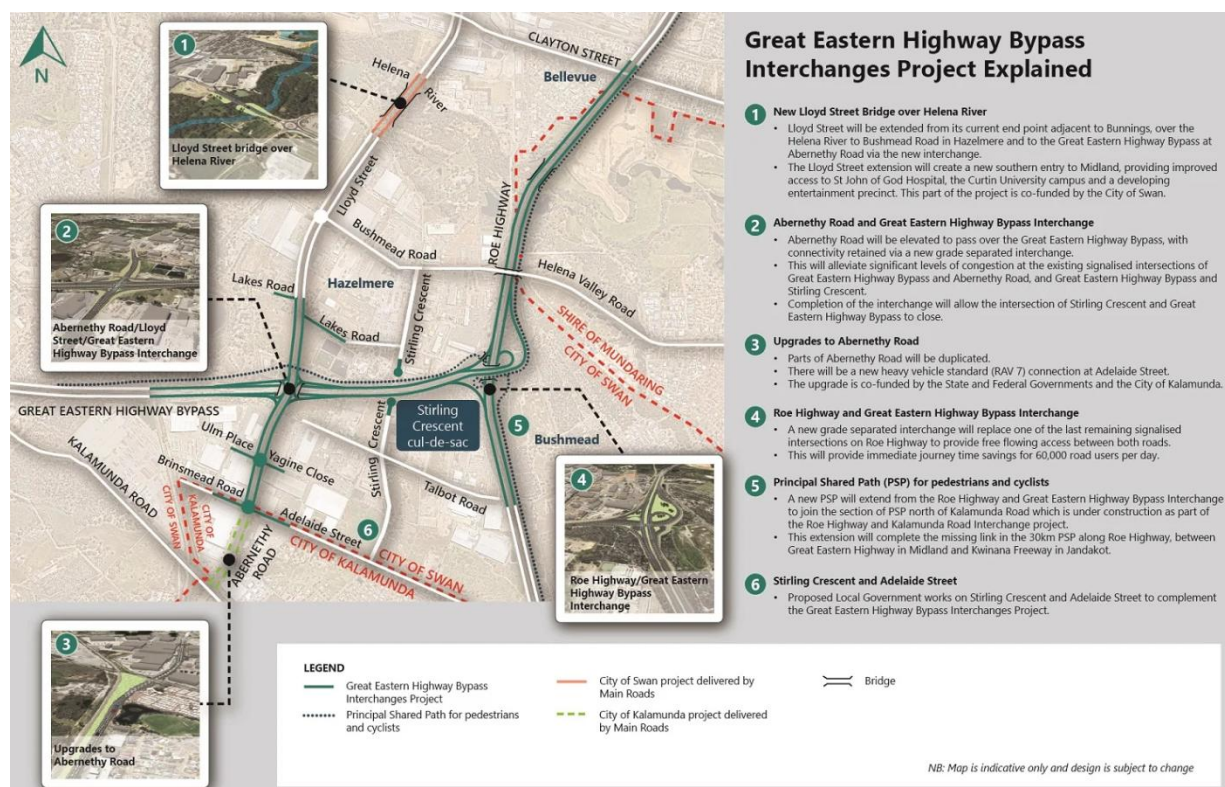 N
1
Lloyd Street bridge over
Helena River
2
Abernethy Road/Lloyd
Street/Great Eastern
Highway Bypass Interchange
CLAYTON STREET
Bellevue
Helena
River
Lloyd Street
ROE HIGHWAY
Bushmead Road
Helena Valley Road
Lakes Road
Hazelmere
Lakes Road
Stirling Crescent
SHIRE OF MUNDARING
CITY OF SWAN
GREAT EASTERN HIGHWAY BYPASS
Stirling
Crescent
cul-de-sac
5
Bushmead
KALAMUNDA ROAD
Ulm Place
Yagine Close
Stirling Crescent
Brinsmead Road
Talbot Road
CITY OF SWAN
CITY OF
KALAMUNDA
Adelaide Street
6
CITY OF SWAN
CITY OF KALAMUNDA
ABERNETHY
ROAD
4
Roe Highway/Great Eastern
Highway Bypass
Interchange
3
Upgrades to
Abernethy Road
Great Eastern Highway Bypass
Interchanges Project Explained
1 New Lloyd Street Bridge over Helena River
• Lloyd Street will be extended from its current end point adjacent to Bunnings, over the
Helena River to Bushmead Road in Hazelmere and to the Great Eastern Highway Bypass at
Abernethy Road via the new interchange.
• The Lloyd Street extension will create a new southern entry to Midland, providing improved
access to St John of God Hospital, the Curtin University campus and a developing
entertainment precinct. This part of the project is co-funded by the City of Swan.
2 Abernethy Road and Great Eastern Highway Bypass Interchange
• Abernethy Road will be elevated to pass over the Great Eastern Highway Bypass, with
connectivity retained via a new grade separated interchange.
• This will alleviate significant levels of congestion at the existing signalised intersections of
Great Eastern Highway Bypass and Abernethy Road, and Great Eastern Highway Bypass and
Stirling Crescent.
• Completion of the interchange will allow the intersection of Stirling Crescent and Great
Eastern Highway Bypass to close.
3 Upgrades to Abernethy Road
• Parts of Abernethy Road will be duplicated.
• There will be a new heavy vehicle standard (RAV 7) connection at Adelaide Street.
• The upgrade is co-funded by the State and Federal Governments and the City of Kalamunda.
4 Roe Highway and Great Eastern Highway Bypass Interchange
• A new grade separated interchange will replace one of the last remaining signalised
intersections on Roe Highway to provide free flowing access between both roads.
• This will provide immediate journey time savings for 60,000 road users per day.
5 Principal Shared Path (PSP) for pedestrians and cyclists
• A new PSP will extend from the Roe Highway and Great Eastern Highway Bypass Interchange
to join the section of PSP north of Kalamunda Road which is under construction as part of
the Roe Highway and Kalamunda Road Interchange project.
• This extension will complete the missing link in the 30km PSP along Roe Highway, between
Great Eastern Highway in Midland and Kwinana Freeway in Jandakot.
6 Stirling Crescent and Adelaide Street
• Proposed Local Government works on Stirling Crescent and Adelaide Street to complement
the Great Eastern Highway Bypass Interchanges Project.
LEGEND
Great Eastern Highway Bypass
Interchanges Project
Principal Shared Path for pedestrians
and cyclists
City of Swan project delivered by
Main Roads
City of Kalamunda project delivered
by Main Roads
Bridge
NB: Map is indicative only and design is subject to change